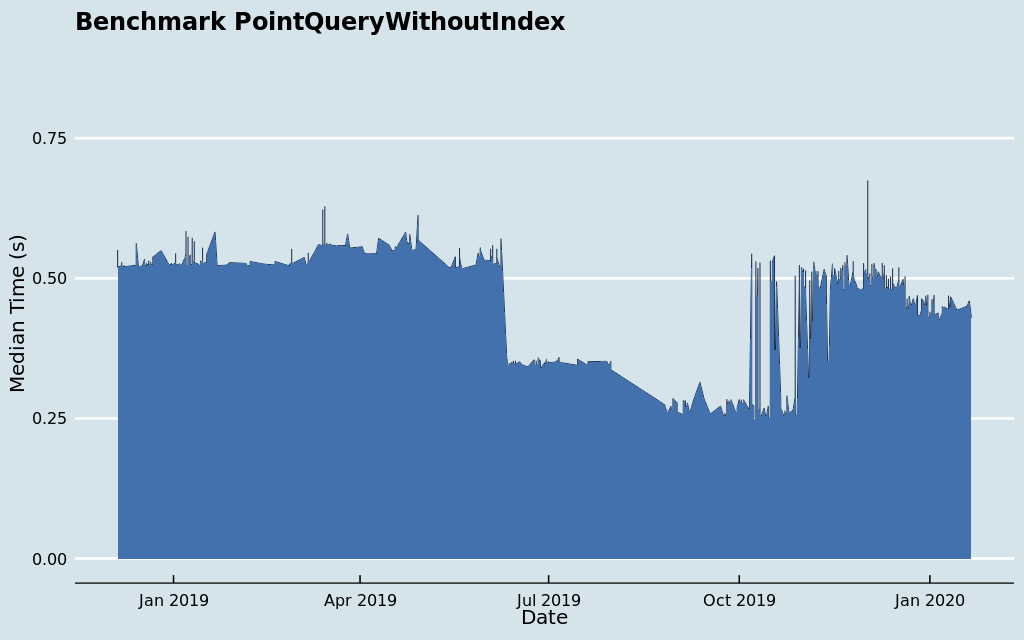 Benchmark PointQueryWithoutIndex
Median Time (s)
0.75
0.50
0.25
0.00
Jan 2019
Apr 2019
Jul 2019
Oct 2019
Jan 2020
Date